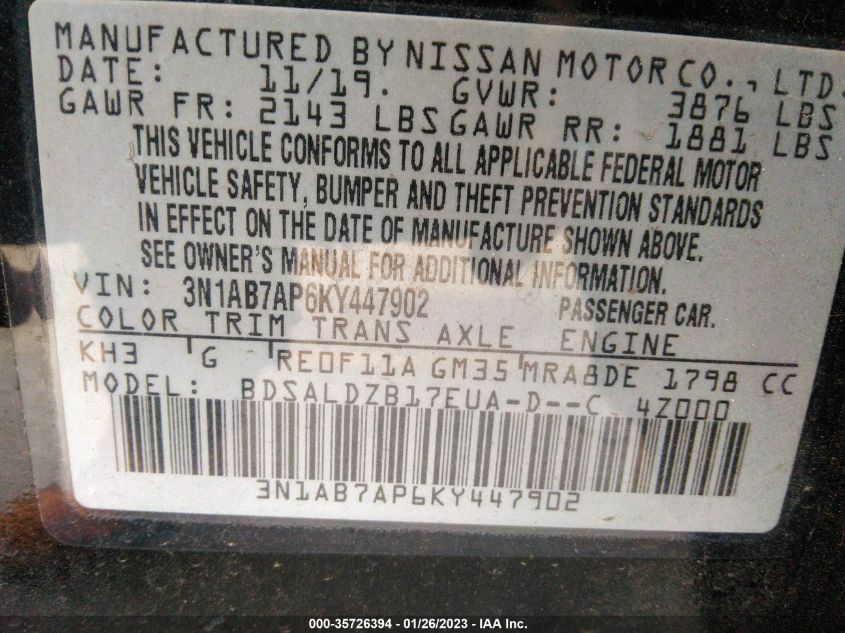 MANUFACTURED BY NISSAN MOTOR CO., LTD.
DATE: 11/19. GVWR: 3876 LBS
GAWR FR: 2143 LBS GAWR RR: 1881 LBS
THIS VEHICLE CONFORMS TO ALL APPLICABLE FEDERAL MOTOR
VEHICLE SAFETY, BUMPER AND THEFT PREVENTION STANDARDS
IN EFFECT ON THE DATE OF MANUFACTURE SHOWN ABOVE.
SEE OWNER'S MANUAL FOR ADDITIONAL INFORMATION.
VIN: 3N1AB7AP6KY447902 PASSENGER CAR.
COLOR TRIM TRANS AXLE ENGINE
KH3 G RE0F11A GM35 MRA8DE 1798 CC
MODEL: BDSALDZB17EUA-D--C 4Z000
3N1AB7AP6KY447902
000-35726394 - 01/26/2023 - IAA Inc.